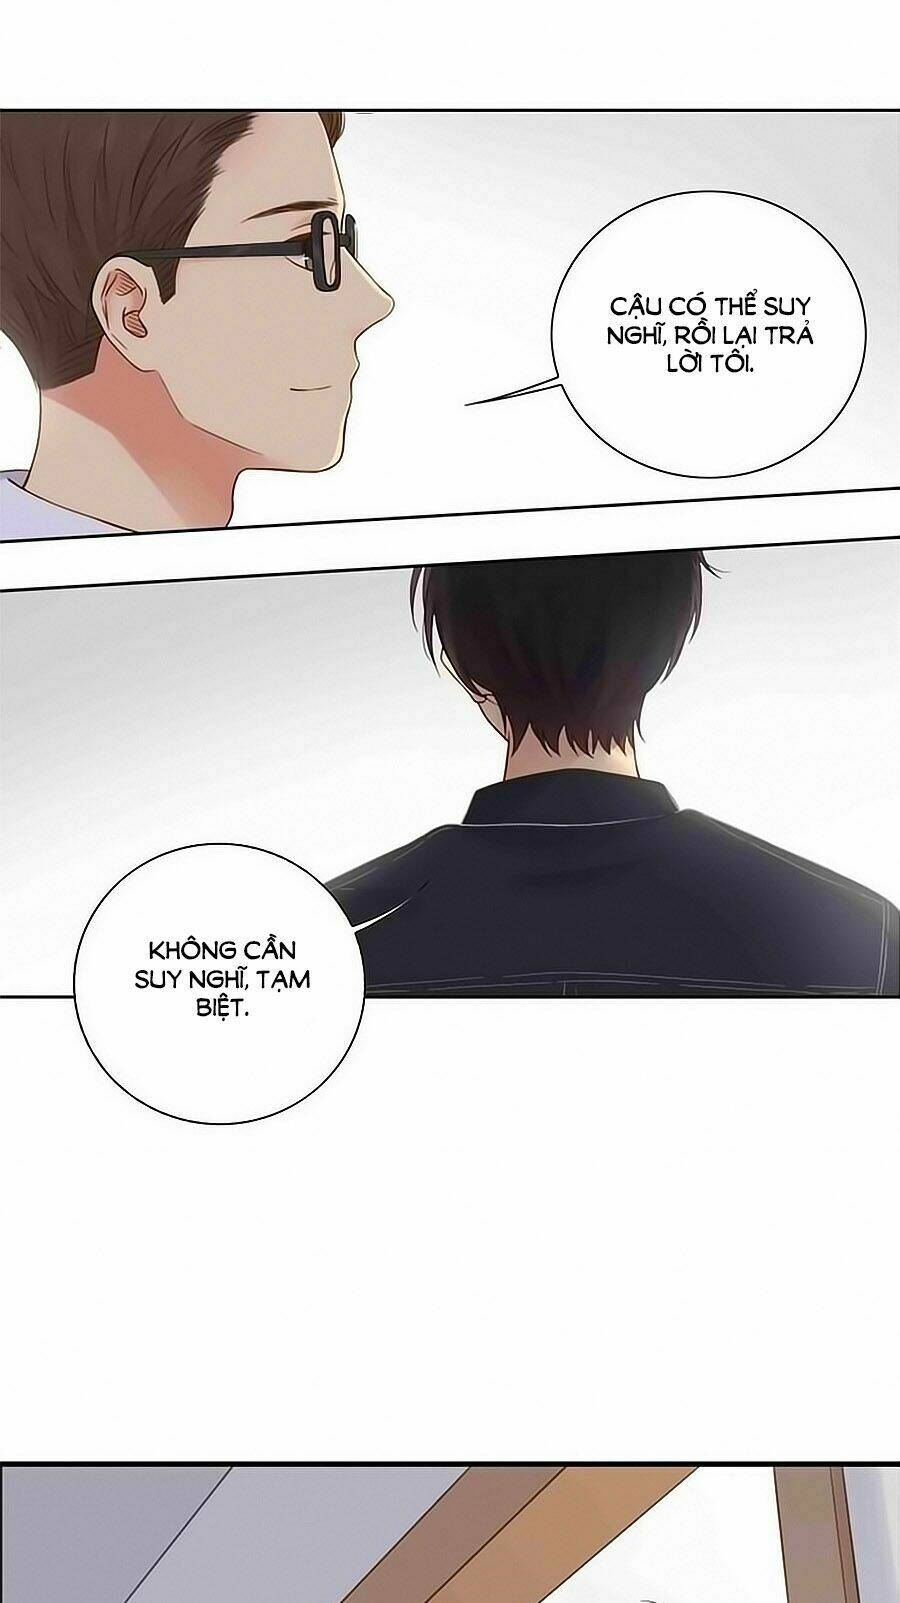 CẬU CÓ THỂ SUY
NGHĨ, RỒI LẠI TRẢ
LỜI TÔI.
KHÔNG CẦN
SUY NGHĨ, TẠM
BIỆT.